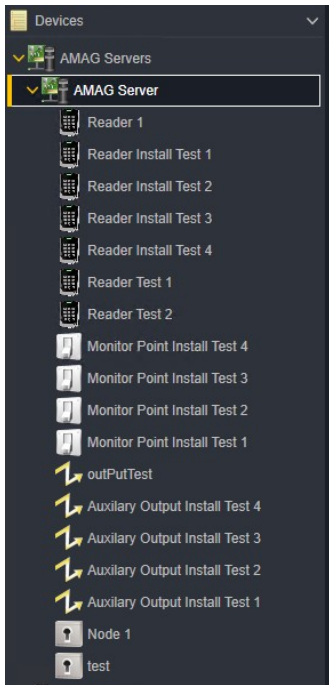 Devices
AMAG Servers
AMAG Server
Reader 1
Reader Install Test 1
Reader Install Test 2
Reader Install Test 3
Reader Install Test 4
Reader Test 1
Reader Test 2
Monitor Point Install Test 4
Monitor Point Install Test 3
Monitor Point Install Test 2
Monitor Point Install Test 1
outPutTest
Auxilary Output Install Test 4
Auxilary Output Install Test 3
Auxilary Output Install Test 2
Auxilary Output Install Test 1
Node 1
test